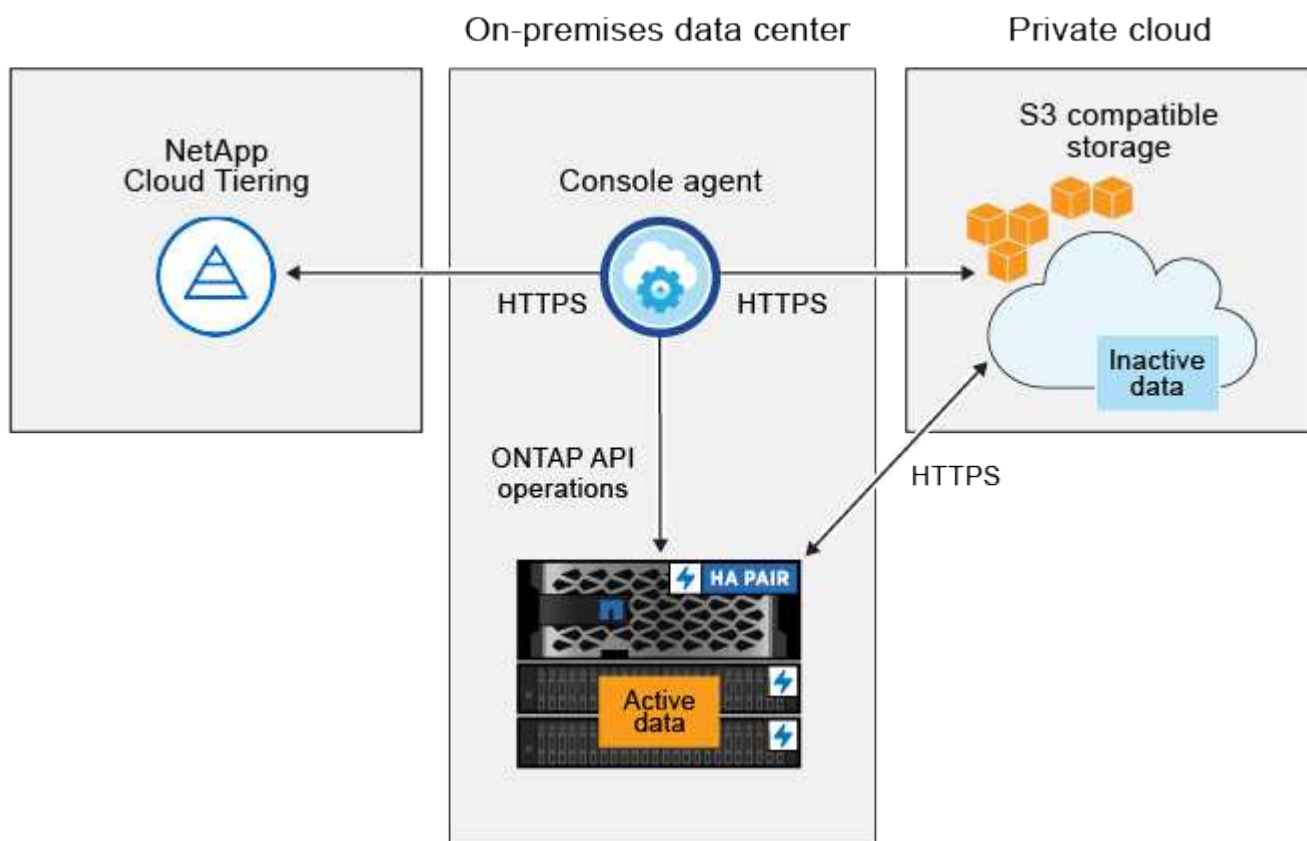 On-premises data center
Private cloud
NetApp
Cloud Tiering
Console agent
S3 compatible
storage
HTTPS
HTTPS
Inactive
data
ONTAP API
operations
HTTPS
HA PAIR
Active
data